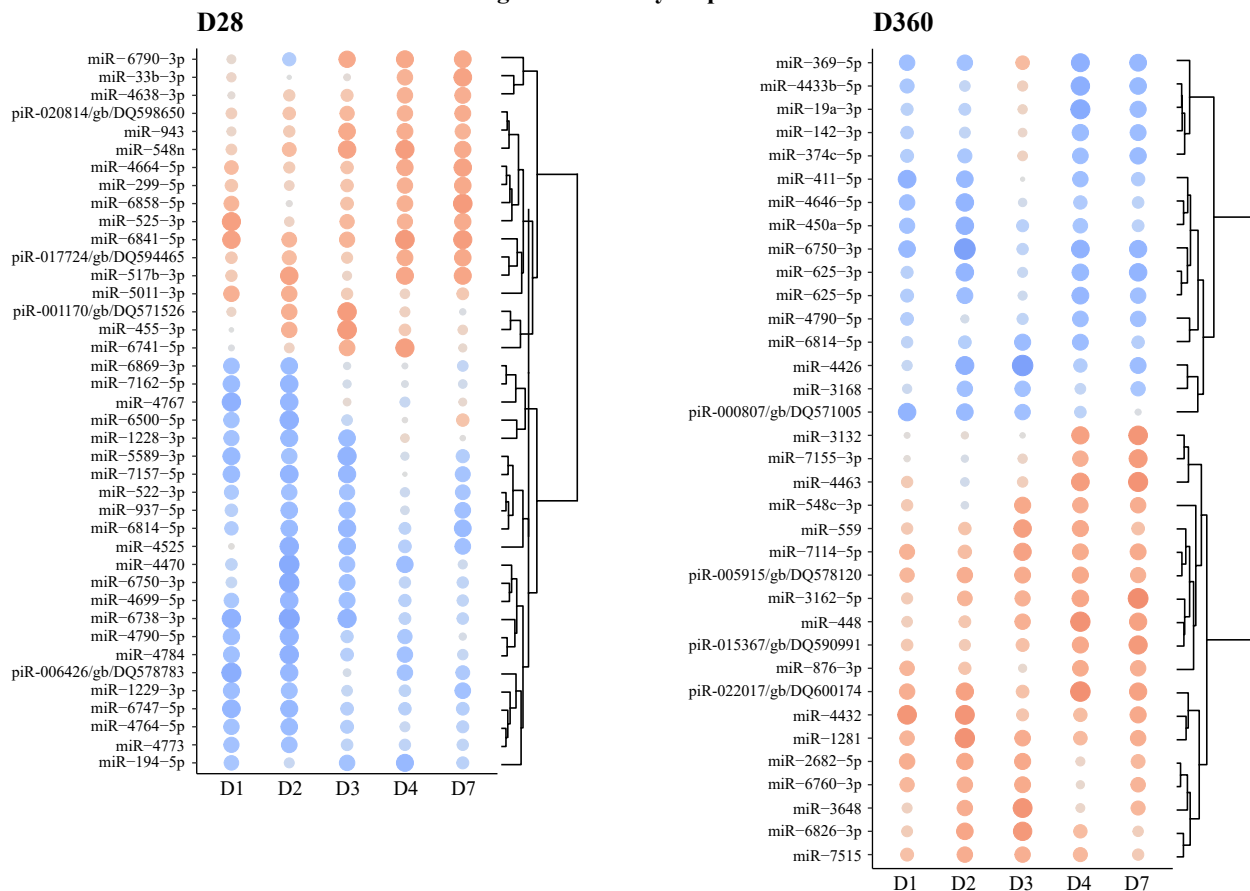 D28
miR−6790−3p
miR−33b−3p
miR−4638−3p
piR−020814/gb/DQ598650
miR−943
miR−548n
miR−4664−5p
miR−299−5p
miR−6858−5p
miR−525−3p
miR−6841−5p
piR−017724/gb/DQ594465
miR−517b−3p
miR−5011−3p
piR−001170/gb/DQ571526
miR−455−3p
miR−6741−5p
miR−6869−3p
miR−7162−5p
miR−4767
miR−6500−5p
miR−1228−3p
miR−5589−3p
miR−7157−5p
miR−522−3p
miR−937−5p
miR−6814−5p
miR−4525
miR−4470
miR−6750−3p
miR−4699−5p
miR−6738−3p
miR−4790−5p
miR−4784
piR−006426/gb/DQ578783
miR−1229−3p
miR−6747−5p
miR−4764−5p
miR−4773
miR−194−5p
D1 D2 D3 D4 D7
D360
miR−369−5p
miR−4433b−5p
miR−19a−3p
miR−142−3p
miR−374c−5p
miR−411−5p
miR−4646−5p
miR−450a−5p
miR−6750−3p
miR−625−3p
miR−625−5p
miR−4790−5p
miR−6814−5p
miR−4426
miR−3168
piR−000807/gb/DQ571005
miR−3132
miR−7155−3p
miR−4463
miR−548c−3p
miR−559
miR−7114−5p
piR−005915/gb/DQ578120
miR−3162−5p
miR−448
piR−015367/gb/DQ590991
miR−876−3p
piR−022017/gb/DQ600174
miR−4432
miR−1281
miR−2682−5p
miR−6760−3p
miR−3648
miR−6826−3p
miR−7515
D1 D2 D3 D4 D7